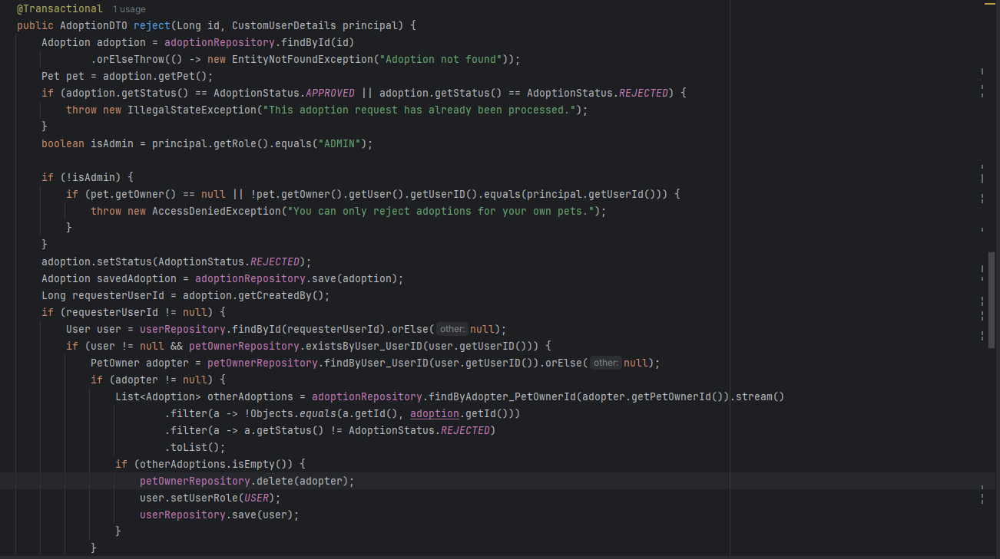 @Transactional 1 usage
public AdoptionDTO reject(Long id, CustomUserDetails principal) {
    Adoption adoption = adoptionRepository.findById(id)
            .orElseThrow(() -> new EntityNotFoundException("Adoption not found"));
    Pet pet = adoption.getPet();
    if (adoption.getStatus() == AdoptionStatus.APPROVED || adoption.getStatus() == AdoptionStatus.REJECTED) {
        throw new IllegalStateException("This adoption request has already been processed.");
    }
    boolean isAdmin = principal.getRole().equals("ADMIN");
    if (!isAdmin) {
        if (pet.getOwner() == null || !pet.getOwner().getUser().getUserID().equals(principal.getUserId())) {
            throw new AccessDeniedException("You can only reject adoptions for your own pets.");
        }
    }
    adoption.setStatus(AdoptionStatus.REJECTED);
    Adoption savedAdoption = adoptionRepository.save(adoption);
    Long requesterUserId = adoption.getCreatedBy();
    if (requesterUserId != null) {
        User user = userRepository.findById(requesterUserId).orElse( other: null);
        if (user != null && petOwnerRepository.existsByUser_UserID(user.getUserID())) {
            PetOwner adopter = petOwnerRepository.findByUser_UserID(user.getUserID()).orElse( other: null);
            if (adopter != null) {
                List<Adoption> otherAdoptions = adoptionRepository.findByAdopter_PetOwnerId(adopter.getPetOwnerId()).stream()
                        .filter(a -> !Objects.equals(a.getId(), adoption.getId()))
                        .filter(a -> a.getStatus() != AdoptionStatus.REJECTED)
                        .toList();
                if (otherAdoptions.isEmpty()) {
                    petOwnerRepository.delete(adopter);
                    user.setUserRole(USER);
                    userRepository.save(user);
                }
            }